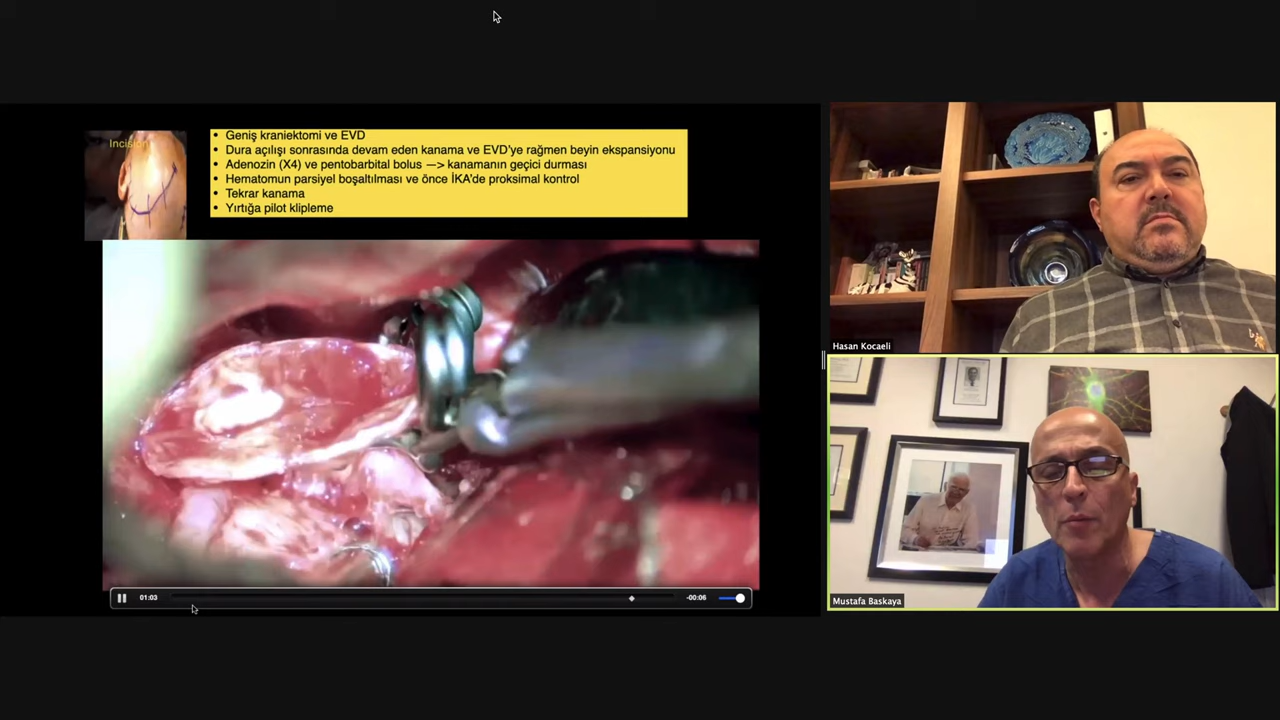 Incision
• Geniş kraniektomi ve EVD
• Dura açılışı sonrasında devam eden kanama ve EVD'ye rağmen beyin ekspansiyonu
• Adenozin (X4) ve pentobarbital bolus —> kanamanın geçici durması
• Hematomun parsiyel boşaltılması ve önce İKA'de proksimal kontrol
• Tekrar kanama
• Yırtığa pilot klipleme
01:03
-00:06
Hasan Kocaeli
Mustafa Baskaya